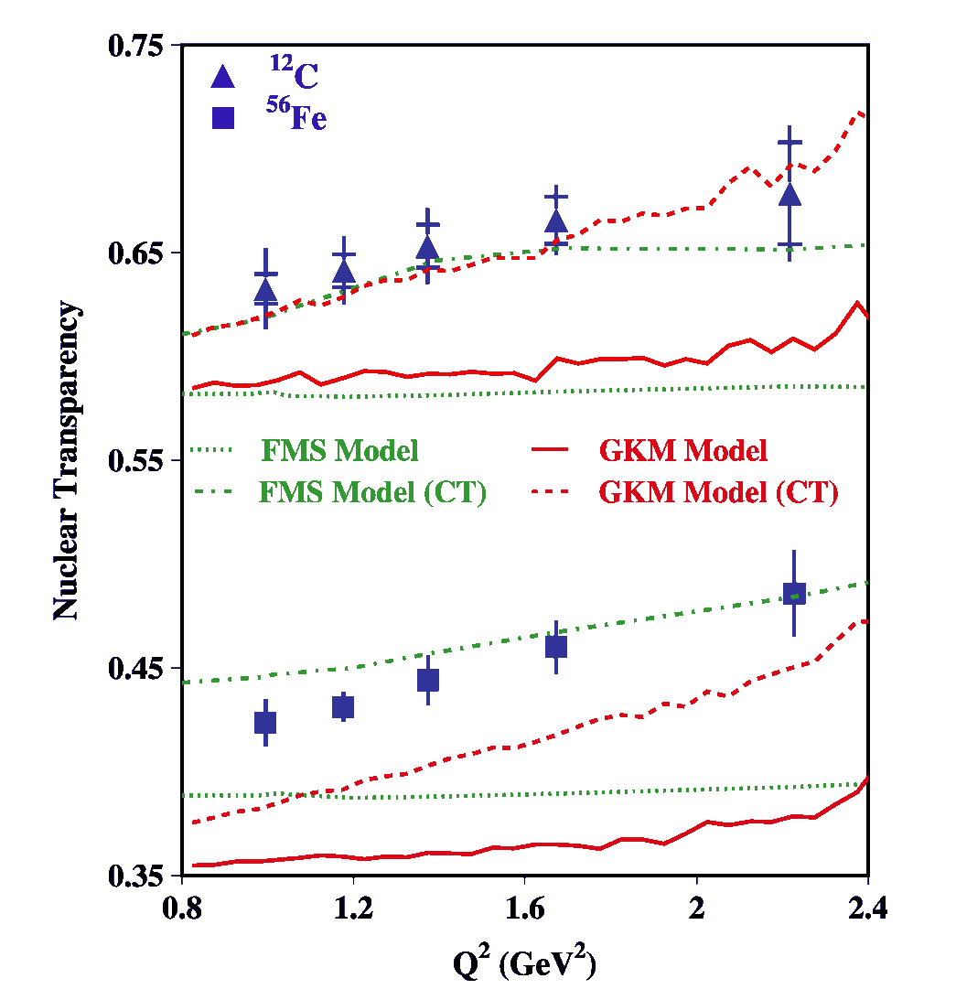 0.75
¹²C
⁵⁶Fe
0.65
0.55
FMS Model
GKM Model
FMS Model (CT)
GKM Model (CT)
0.45
0.35
0.8 1.2 1.6 2 2.4
Q² (GeV²)
Nuclear Transparency